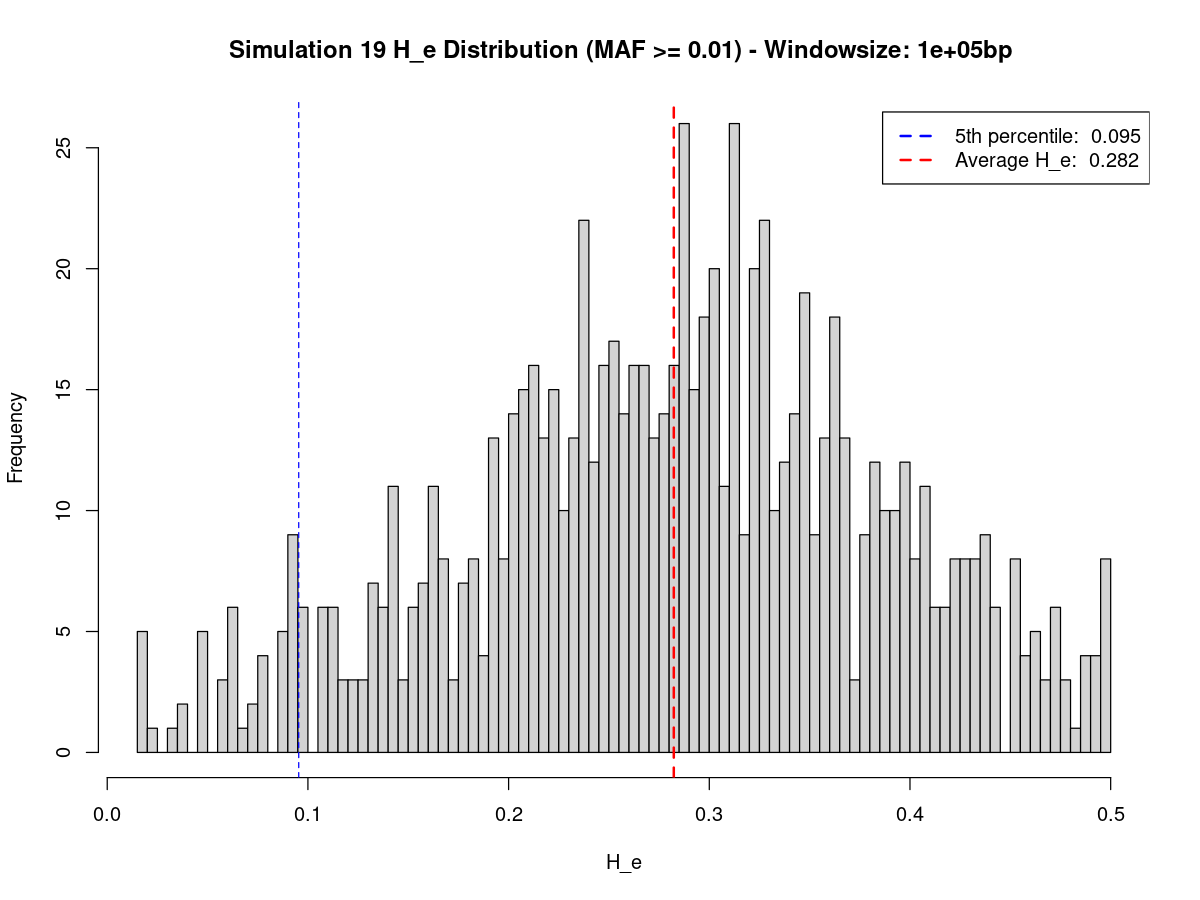 Simulation 19 H_e Distribution (MAF >= 0.01) - Windowsize: 1e+05bp
5th percentile:  0.095
Average H_e:  0.282
Frequency
25
20
15
10
5
0
0.0 0.1 0.2 0.3 0.4 0.5
H_e